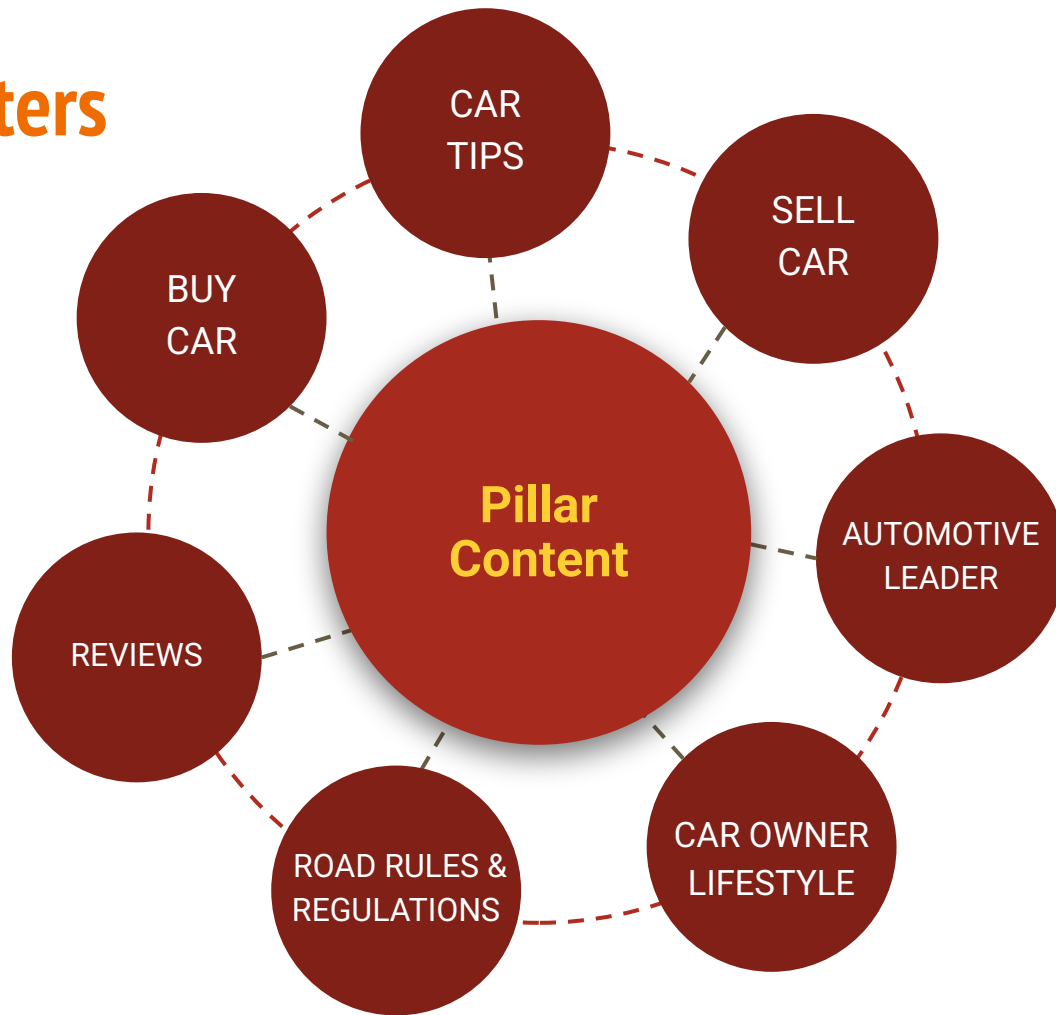 ters
CAR
TIPS
SELL
CAR
BUY
CAR
Pillar
Content
AUTOMOTIVE
LEADER
REVIEWS
CAR OWNER
LIFESTYLE
ROAD RULES &
REGULATIONS